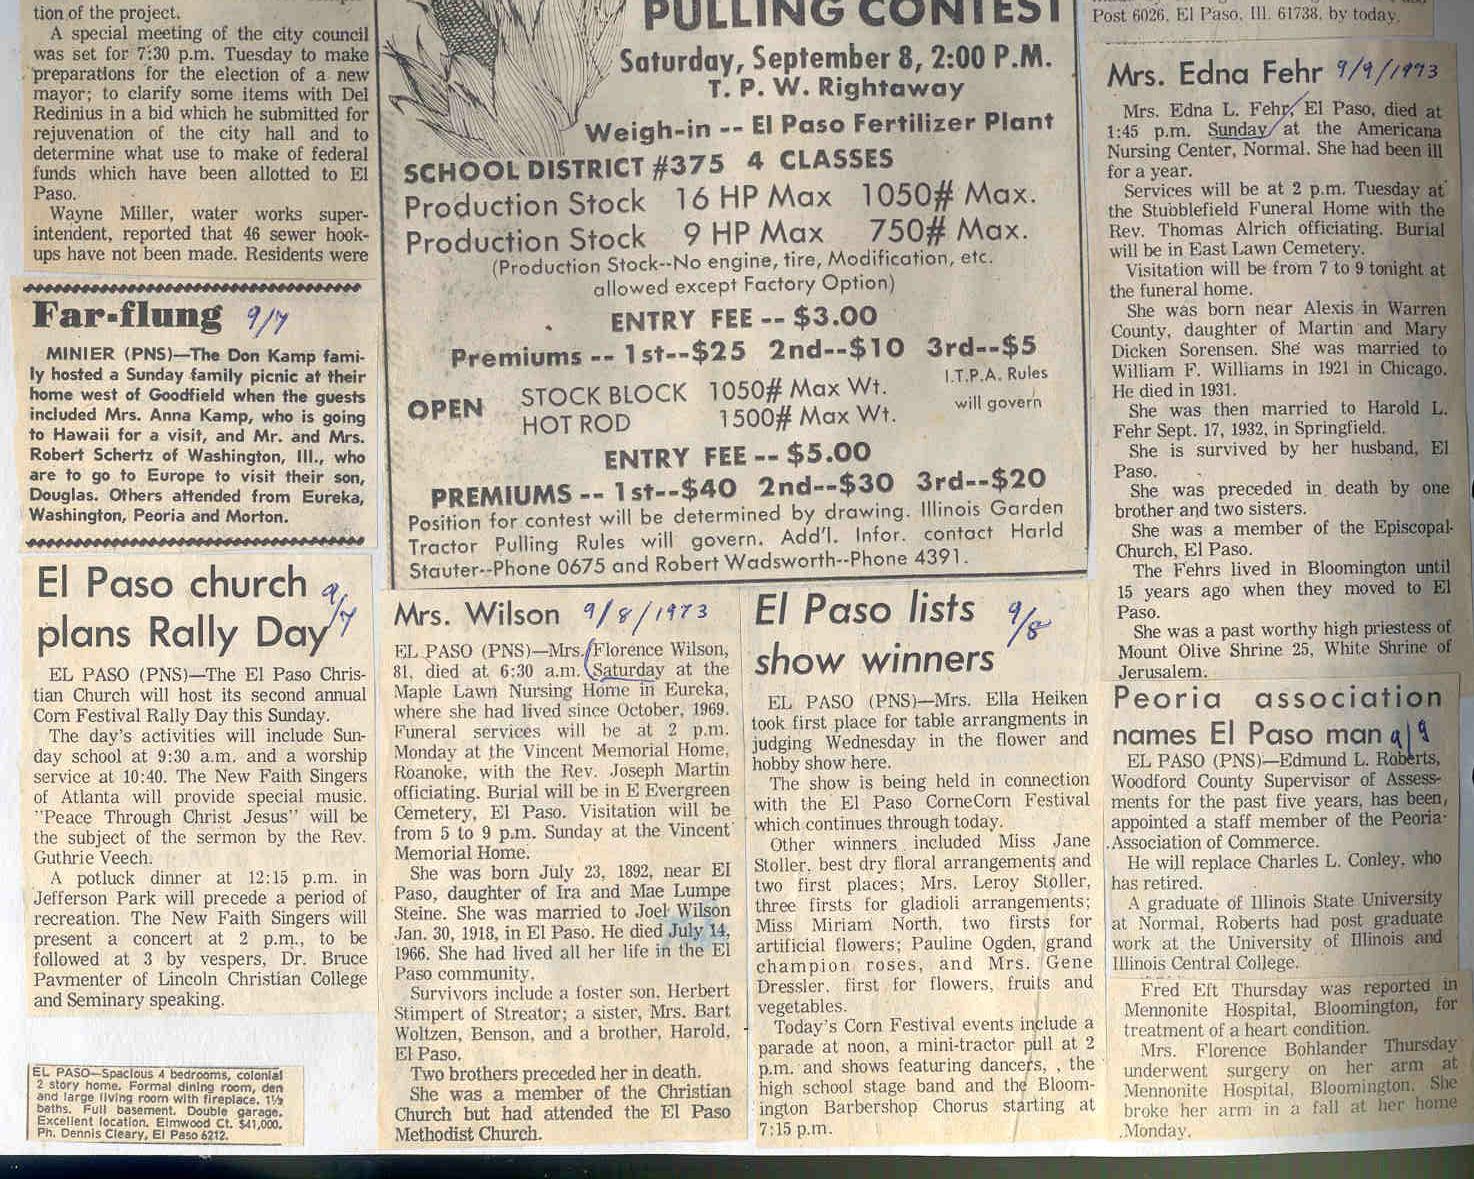 tion of the project.
A special meeting of the city council
was set for 7:30 p.m. Tuesday to make
preparations for the election of a new
mayor; to clarify some items with Del
Redinius in a bid which he submitted for
rejuvenation of the city hall and to
determine what use to make of federal
funds which have been allotted to El
Paso.
Wayne Miller, water works super-
intendent, reported that 46 sewer hook-
ups have not been made. Residents were
Far-flung 9/7
MINIER (PNS)—The Don Kamp fami-
ly hosted a Sunday family picnic at their
home west of Goodfield when the guests
included Mrs. Anna Kamp, who is going
to Hawaii for a visit, and Mr. and Mrs.
Robert Schertz of Washington, Ill., who
are to go to Europe to visit their son,
Douglas. Others attended from Eureka,
Washington, Peoria and Morton.
El Paso church 9/7
plans Rally Day
EL PASO (PNS)—The El Paso Chris-
tian Church will host its second annual
Corn Festival Rally Day this Sunday.
The day's activities will include Sun-
day school at 9:30 a.m. and a worship
service at 10:40. The New Faith Singers
of Atlanta will provide special music.
"Peace Through Christ Jesus" will be
the subject of the sermon by the Rev.
Guthrie Veech.
A potluck dinner at 12:15 p.m. in
Jefferson Park will precede a period of
recreation. The New Faith Singers will
present a concert at 2 p.m., to be
followed at 3 by vespers, Dr. Bruce
Pavmenter of Lincoln Christian College
and Seminary speaking.
EL PASO—Spacious 4 bedrooms, colonial
2 story home. Formal dining room, den
and large living room with fireplace, 1½
baths. Full basement. Double garage.
Excellent location. Elmwood Ct. $41,000.
Ph. Dennis Cleary, El Paso 6212.
PULLING CONTEST
Saturday, September 8, 2:00 P.M.
T. P. W. Rightaway
Weigh-in -- El Paso Fertilizer Plant
SCHOOL DISTRICT #375 4 CLASSES
Production Stock 16 HP Max 1050# Max.
Production Stock 9 HP Max 750# Max.
(Production Stock--No engine, tire, Modification, etc.
allowed except Factory Option)
ENTRY FEE -- $3.00
Premiums -- 1st--$25 2nd--$10 3rd--$5
OPEN
STOCK BLOCK 1050# Max Wt.
HOT ROD 1500# Max Wt.
I.T.P.A. Rules
will govern
ENTRY FEE -- $5.00
PREMIUMS -- 1st--$40 2nd--$30 3rd--$20
Position for contest will be determined by drawing. Illinois Garden
Tractor Pulling Rules will govern. Add'l. Infor. contact Harld
Stauter--Phone 0675 and Robert Wadsworth--Phone 4391.
Mrs. Wilson 9/8/1973
EL PASO (PNS)—Mrs. Florence Wilson,
81, died at 6:30 a.m. Saturday at the
Maple Lawn Nursing Home in Eureka,
where she had lived since October, 1969.
Funeral services will be at 2 p.m.
Monday at the Vincent Memorial Home,
Roanoke, with the Rev. Joseph Martin
officiating. Burial will be in E Evergreen
Cemetery, El Paso. Visitation will be
from 5 to 9 p.m. Sunday at the Vincent
Memorial Home.
She was born July 23, 1892, near El
Paso, daughter of Ira and Mae Lumpe
Steine. She was married to Joel Wilson
Jan. 30, 1918, in El Paso. He died July 14,
1966. She had lived all her life in the El
Paso community.
Survivors include a foster son, Herbert
Stimpert of Streator; a sister, Mrs. Bart
Woltzen, Benson, and a brother, Harold,
El Paso.
Two brothers preceded her in death.
She was a member of the Christian
Church but had attended the El Paso
Methodist Church.
El Paso lists 9/8
show winners
EL PASO (PNS)—Mrs. Ella Heiken
took first place for table arrangments in
judging Wednesday in the flower and
hobby show here.
The show is being held in connection
with the El Paso CorneCorn Festival
which continues through today.
Other winners included Miss Jane
Stoller, best dry floral arrangements and
two first places; Mrs. Leroy Stoller,
three firsts for gladioli arrangements;
Miss Miriam North, two firsts for
artificial flowers; Pauline Ogden, grand
champion roses, and Mrs. Gene
Dressler, first for flowers, fruits and
vegetables.
Today's Corn Festival events include a
parade at noon, a mini-tractor pull at 2
p.m. and shows featuring dancers, , the
high school stage band and the Bloom-
ington Barbershop Chorus starting at
7:15 p.m.
Post 6026, El Paso, Ill. 61738, by today.
Mrs. Edna Fehr 9/9/1973
Mrs. Edna L. Fehr, El Paso, died at
1:45 p.m. Sunday at the Americana
Nursing Center, Normal. She had been ill
for a year.
Services will be at 2 p.m. Tuesday at
the Stubblefield Funeral Home with the
Rev. Thomas Alrich officiating. Burial
will be in East Lawn Cemetery.
Visitation will be from 7 to 9 tonight at
the funeral home.
She was born near Alexis in Warren
County, daughter of Martin and Mary
Dicken Sorensen. She was married to
William F. Williams in 1921 in Chicago.
He died in 1931.
She was then married to Harold L.
Fehr Sept. 17, 1932, in Springfield.
She is survived by her husband, El
Paso.
She was preceded in death by one
brother and two sisters.
She was a member of the Episcopal
Church, El Paso.
The Fehrs lived in Bloomington until
15 years ago when they moved to El
Paso.
She was a past worthy high priestess of
Mount Olive Shrine 25, White Shrine of
Jerusalem.
Peoria association
names El Paso man 9/9
EL PASO (PNS)—Edmund L. Roberts,
Woodford County Supervisor of Assess-
ments for the past five years, has been,
appointed a staff member of the Peoria
Association of Commerce.
He will replace Charles L. Conley, who
has retired.
A graduate of Illinois State University
at Normal, Roberts had post graduate
work at the University of Illinois and
Illinois Central College.
Fred Eft Thursday was reported in
Mennonite Hospital, Bloomington, for
treatment of a heart condition.
Mrs. Florence Bohlander Thursday
underwent surgery on her arm at
Mennonite Hospital, Bloomington. She
broke her arm in a fall at her home
Monday.